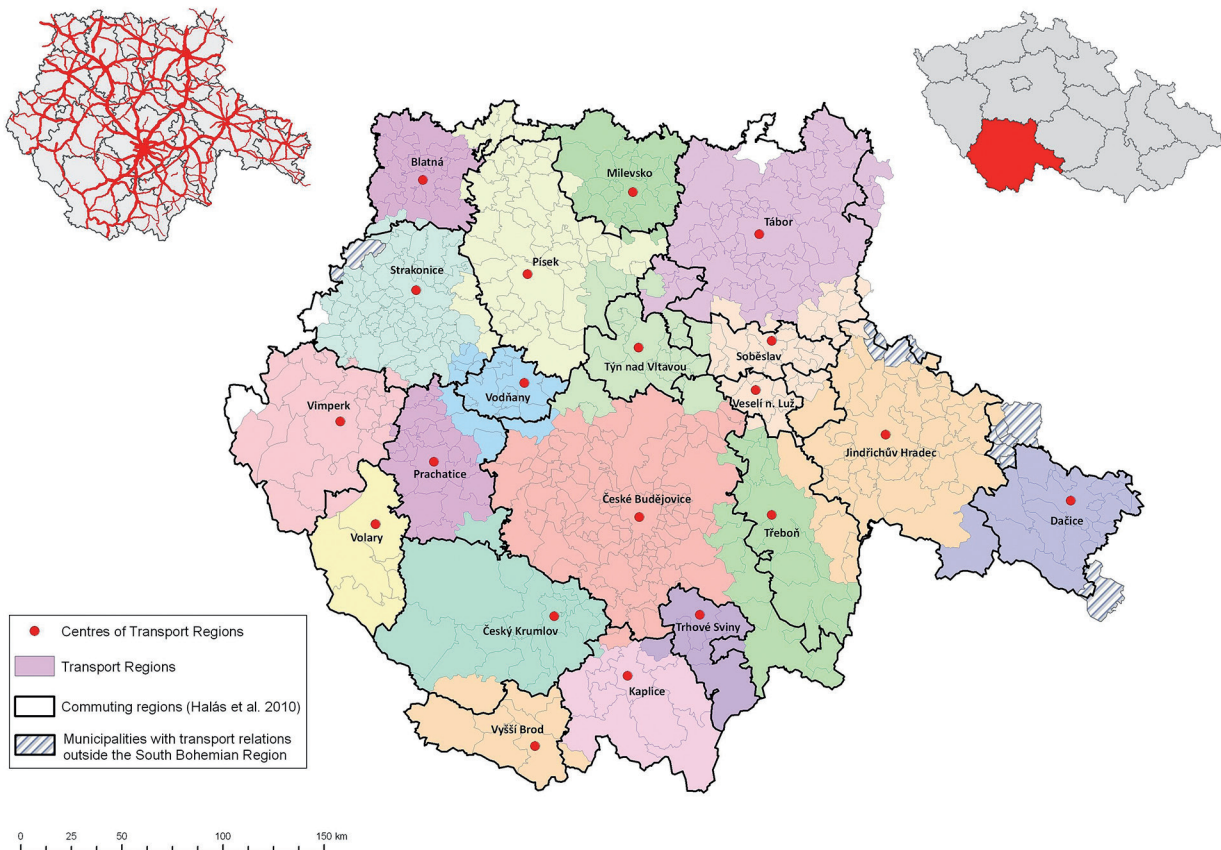 Blatná
Milevsko
Tábor
Písek
Strakonice
Soběslav
Týn nad Vltavou
Vodňany
Veselí n. Luž.
Vimperk
Jindřichův Hradec
Prachatice
České Budějovice
Dačice
Volary
Třeboň
Centres of Transport Regions
Český Krumlov
Trhové Sviny
Transport Regions
Kaplice
Commuting regions (Halás et al. 2010)
Vyšší Brod
Municipalities with transport relations
outside the South Bohemian Region
0 25 50 100 150 km